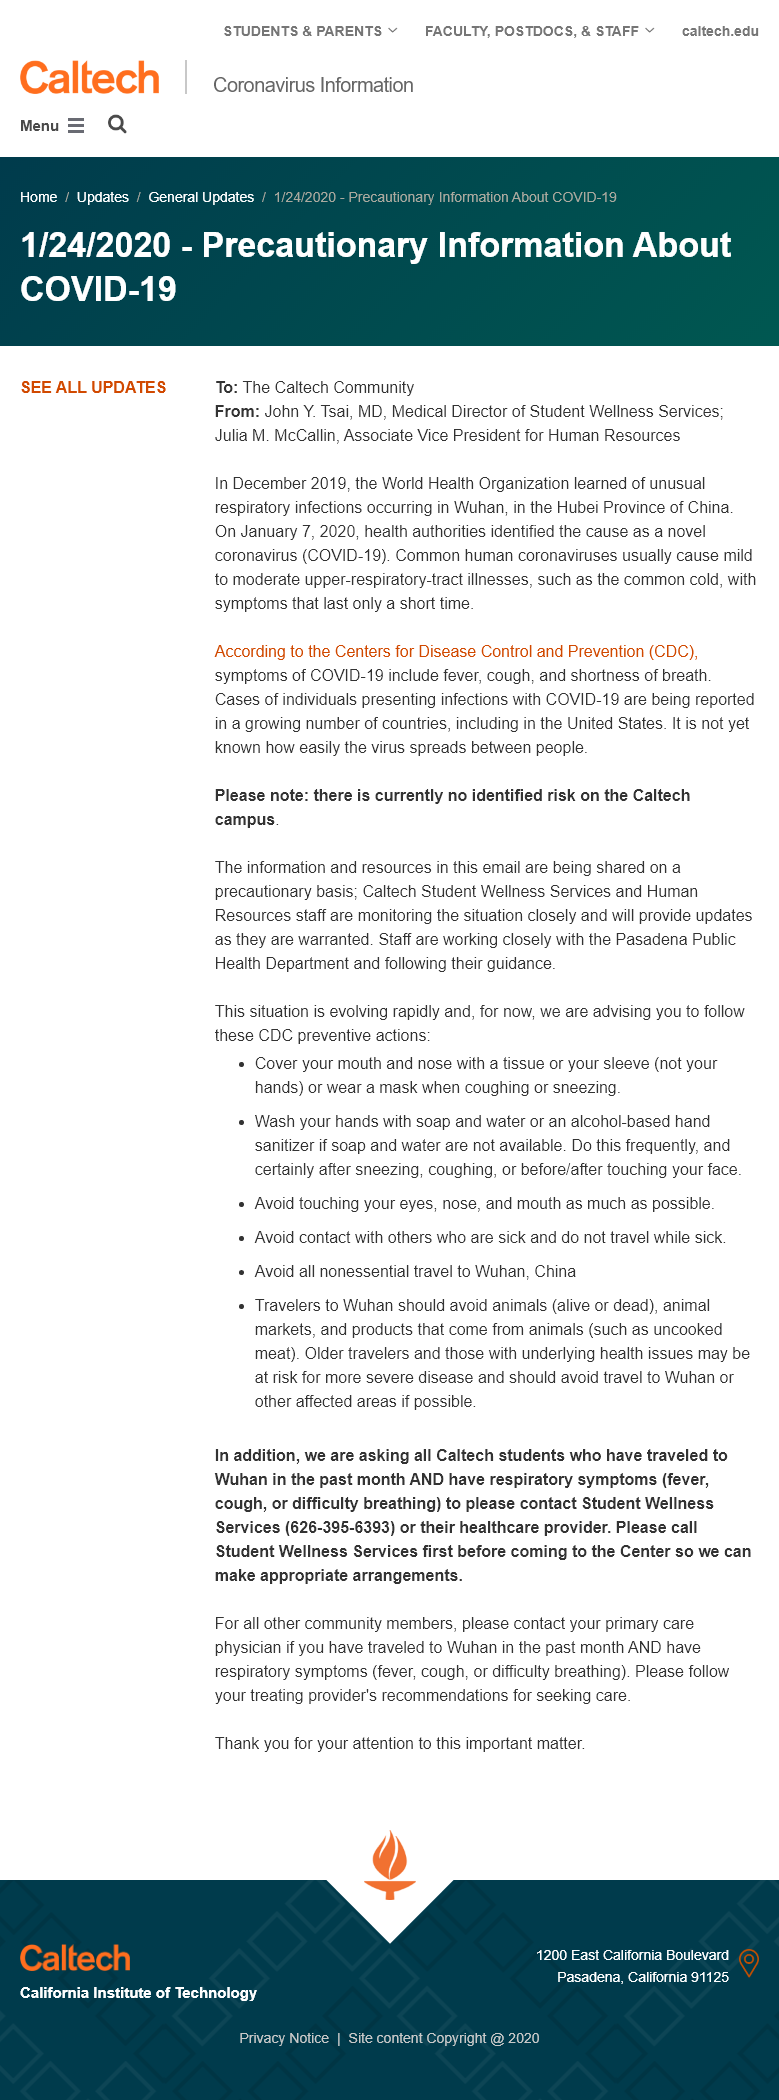 STUDENTS & PARENTS
FACULTY, POSTDOCS, & STAFF
caltech.edu
Caltech
Coronavirus Information
Menu
Home / Updates / General Updates / 1/24/2020 - Precautionary Information About COVID-19
1/24/2020 - Precautionary Information About
COVID-19
SEE ALL UPDATES
To: The Caltech Community
From: John Y. Tsai, MD, Medical Director of Student Wellness Services;
Julia M. McCallin, Associate Vice President for Human Resources
In December 2019, the World Health Organization learned of unusual
respiratory infections occurring in Wuhan, in the Hubei Province of China.
On January 7, 2020, health authorities identified the cause as a novel
coronavirus (COVID-19). Common human coronaviruses usually cause mild
to moderate upper-respiratory-tract illnesses, such as the common cold, with
symptoms that last only a short time.
According to the Centers for Disease Control and Prevention (CDC),
symptoms of COVID-19 include fever, cough, and shortness of breath.
Cases of individuals presenting infections with COVID-19 are being reported
in a growing number of countries, including in the United States. It is not yet
known how easily the virus spreads between people.
Please note: there is currently no identified risk on the Caltech
campus.
The information and resources in this email are being shared on a
precautionary basis; Caltech Student Wellness Services and Human
Resources staff are monitoring the situation closely and will provide updates
as they are warranted. Staff are working closely with the Pasadena Public
Health Department and following their guidance.
This situation is evolving rapidly and, for now, we are advising you to follow
these CDC preventive actions:
• Cover your mouth and nose with a tissue or your sleeve (not your
hands) or wear a mask when coughing or sneezing.
• Wash your hands with soap and water or an alcohol-based hand
sanitizer if soap and water are not available. Do this frequently, and
certainly after sneezing, coughing, or before/after touching your face.
• Avoid touching your eyes, nose, and mouth as much as possible.
• Avoid contact with others who are sick and do not travel while sick.
• Avoid all nonessential travel to Wuhan, China
• Travelers to Wuhan should avoid animals (alive or dead), animal
markets, and products that come from animals (such as uncooked
meat). Older travelers and those with underlying health issues may be
at risk for more severe disease and should avoid travel to Wuhan or
other affected areas if possible.
In addition, we are asking all Caltech students who have traveled to
Wuhan in the past month AND have respiratory symptoms (fever,
cough, or difficulty breathing) to please contact Student Wellness
Services (626-395-6393) or their healthcare provider. Please call
Student Wellness Services first before coming to the Center so we can
make appropriate arrangements.
For all other community members, please contact your primary care
physician if you have traveled to Wuhan in the past month AND have
respiratory symptoms (fever, cough, or difficulty breathing). Please follow
your treating provider's recommendations for seeking care.
Thank you for your attention to this important matter.
Caltech
California Institute of Technology
1200 East California Boulevard
Pasadena, California 91125
Privacy Notice | Site content Copyright @ 2020